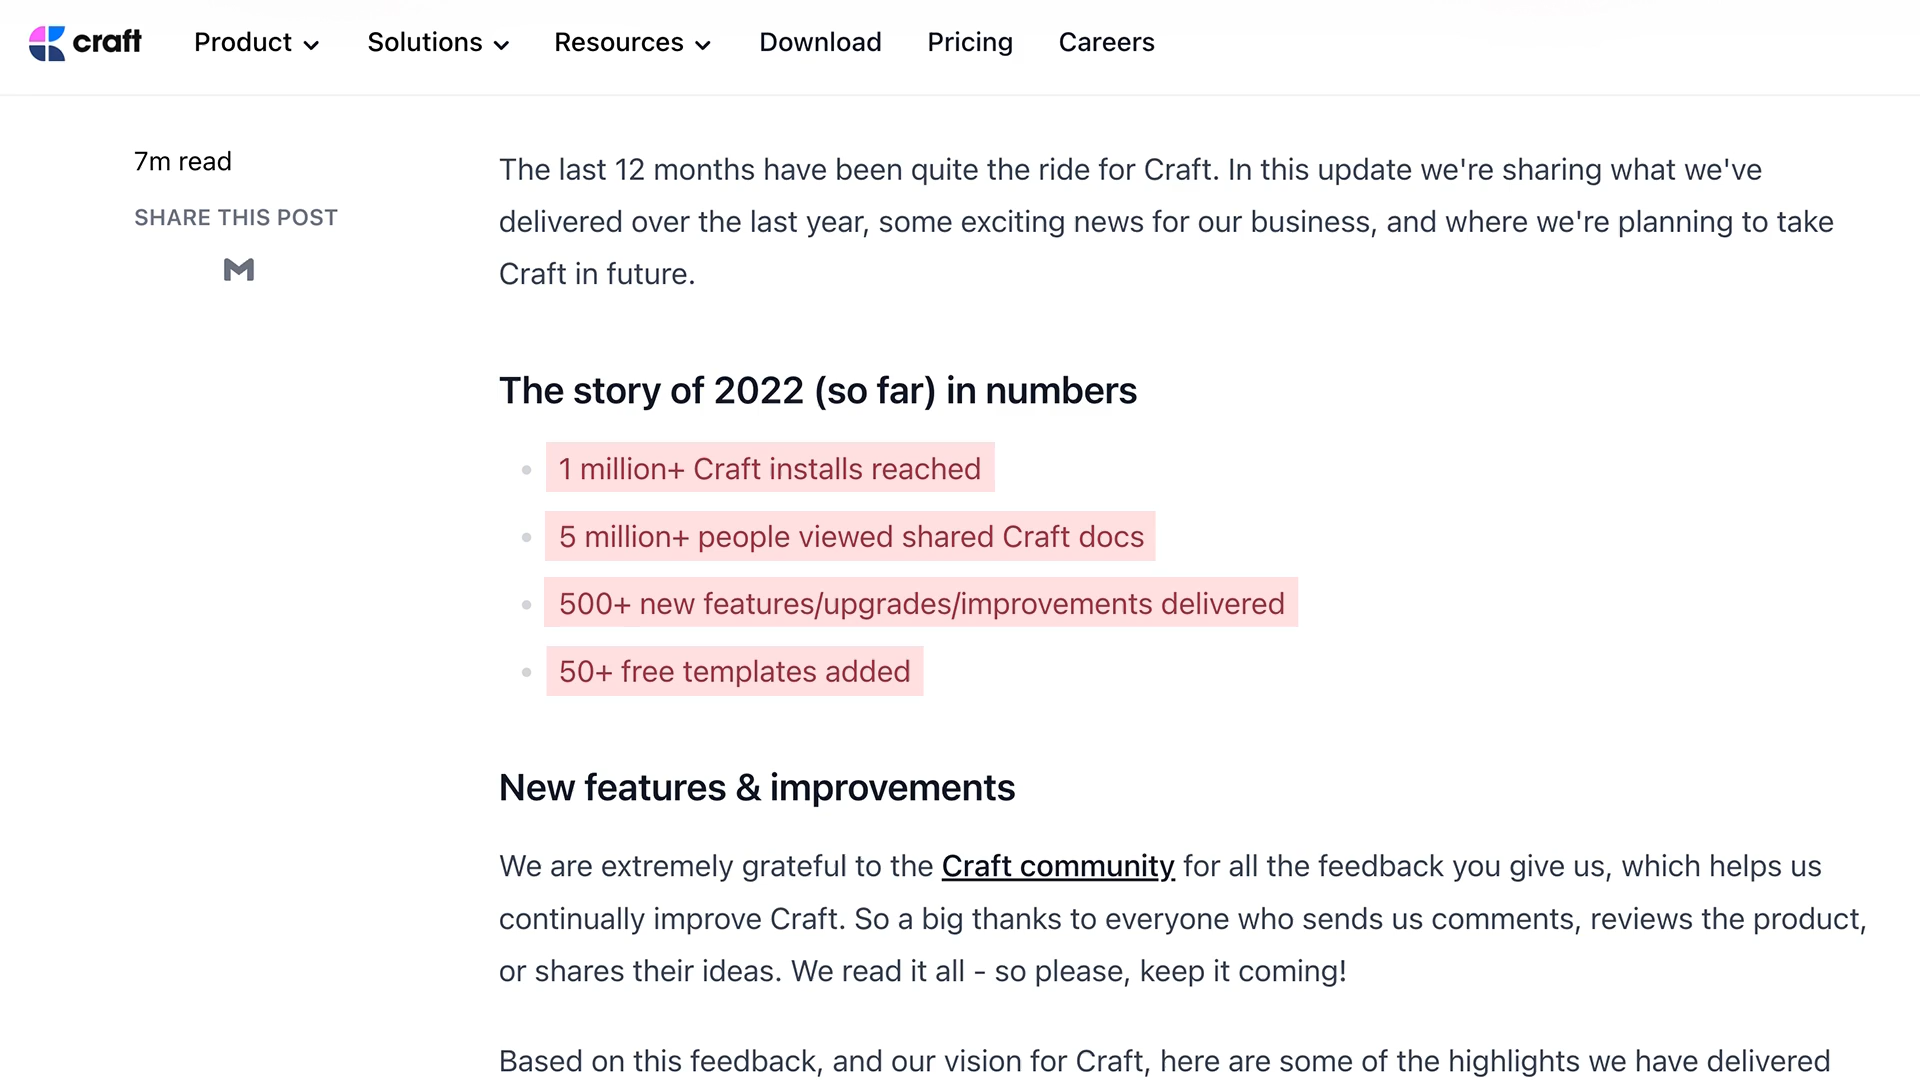 craft
Product
Solutions
Resources
Download
Pricing
Careers
7m read
SHARE THIS POST
The last 12 months have been quite the ride for Craft. In this update we're sharing what we've
delivered over the last year, some exciting news for our business, and where we're planning to take
Craft in future.
The story of 2022 (so far) in numbers
1 million+ Craft installs reached
5 million+ people viewed shared Craft docs
500+ new features/upgrades/improvements delivered
50+ free templates added
New features & improvements
We are extremely grateful to the Craft community for all the feedback you give us, which helps us
continually improve Craft. So a big thanks to everyone who sends us comments, reviews the product,
or shares their ideas. We read it all - so please, keep it coming!
Based on this feedback, and our vision for Craft, here are some of the highlights we have delivered